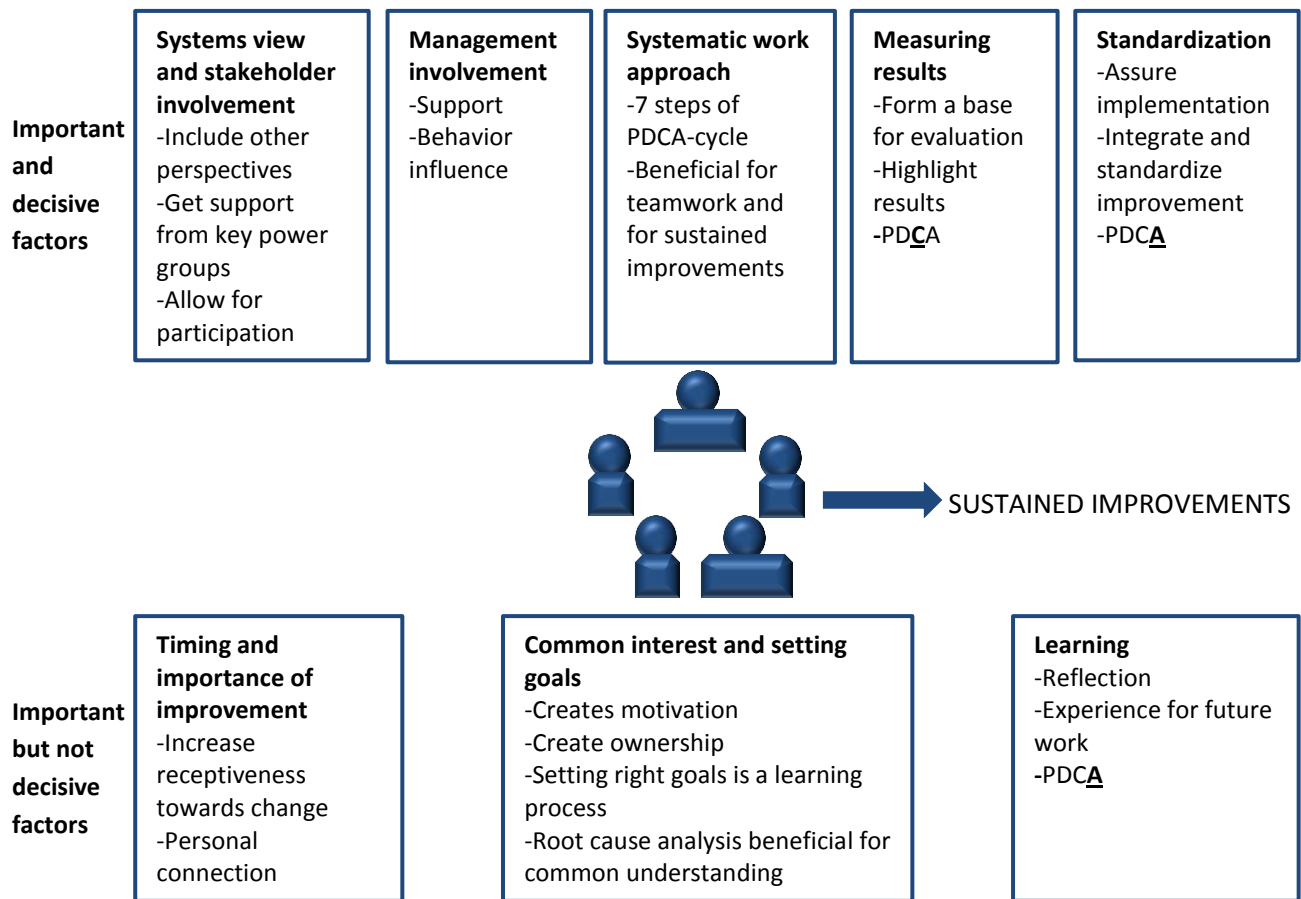 Important
and
decisive
factors
Systems view
and stakeholder
involvement
-Include other
perspectives
-Get support
from key power
groups
-Allow for
participation
Management
involvement
-Support
-Behavior
influence
Systematic work
approach
-7 steps of
PDCA-cycle
-Beneficial for
teamwork and
for sustained
improvements
Measuring
results
-Form a base
for evaluation
-Highlight
results
-PDCA
Standardization
-Assure
implementation
-Integrate and
standardize
improvement
-PDCA
SUSTAINED IMPROVEMENTS
Important
but not
decisive
factors
Timing and
importance of
improvement
-Increase
receptiveness
towards change
-Personal
connection
Common interest and setting
goals
-Creates motivation
-Create ownership
-Setting right goals is a learning
process
-Root cause analysis beneficial for
common understanding
Learning
-Reflection
-Experience for future
work
-PDCA